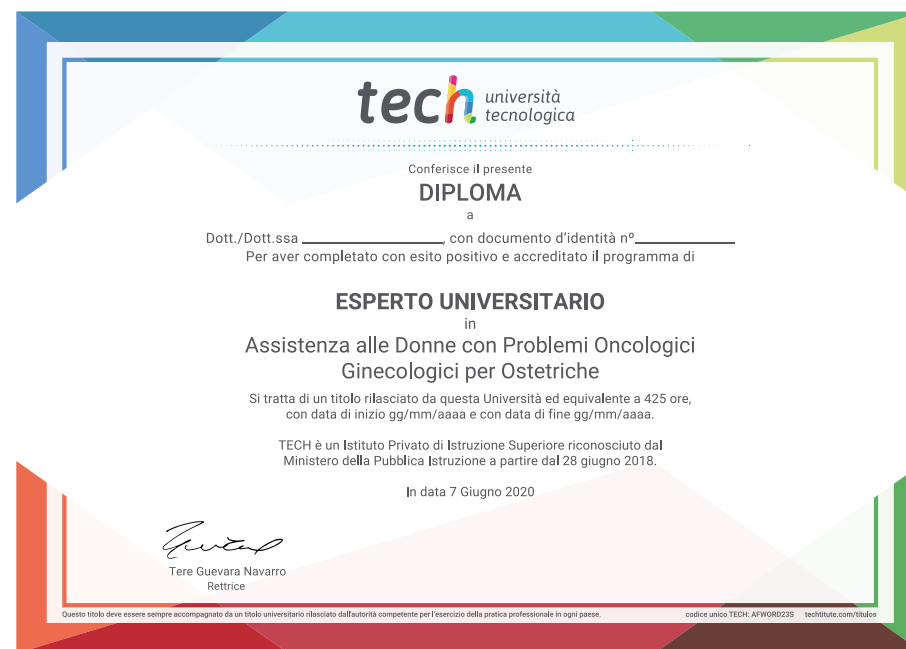 tech università
tecnologica
Conferisce il presente
DIPLOMA
a
Dott./Dott.ssa ____________________, con documento d'identità nº______________
Per aver completato con esito positivo e accreditato il programma di
ESPERTO UNIVERSITARIO
in
Assistenza alle Donne con Problemi Oncologici
Ginecologici per Ostetriche
Si tratta di un titolo rilasciato da questa Università ed equivalente a 425 ore,
con data di inizio gg/mm/aaaa e con data di fine gg/mm/aaaa.
TECH è un Istituto Privato di Istruzione Superiore riconosciuto dal
Ministero della Pubblica Istruzione a partire dal 28 giugno 2018.
In data 7 Giugno 2020
Tere Guevara Navarro
Rettrice
Questo titolo deve essere sempre accompagnato da un titolo universitario rilasciato dall'autorità competente per l'esercizio della pratica professionale in ogni paese. codice unico TECH: AFWORD23S techtitute.com/titulos